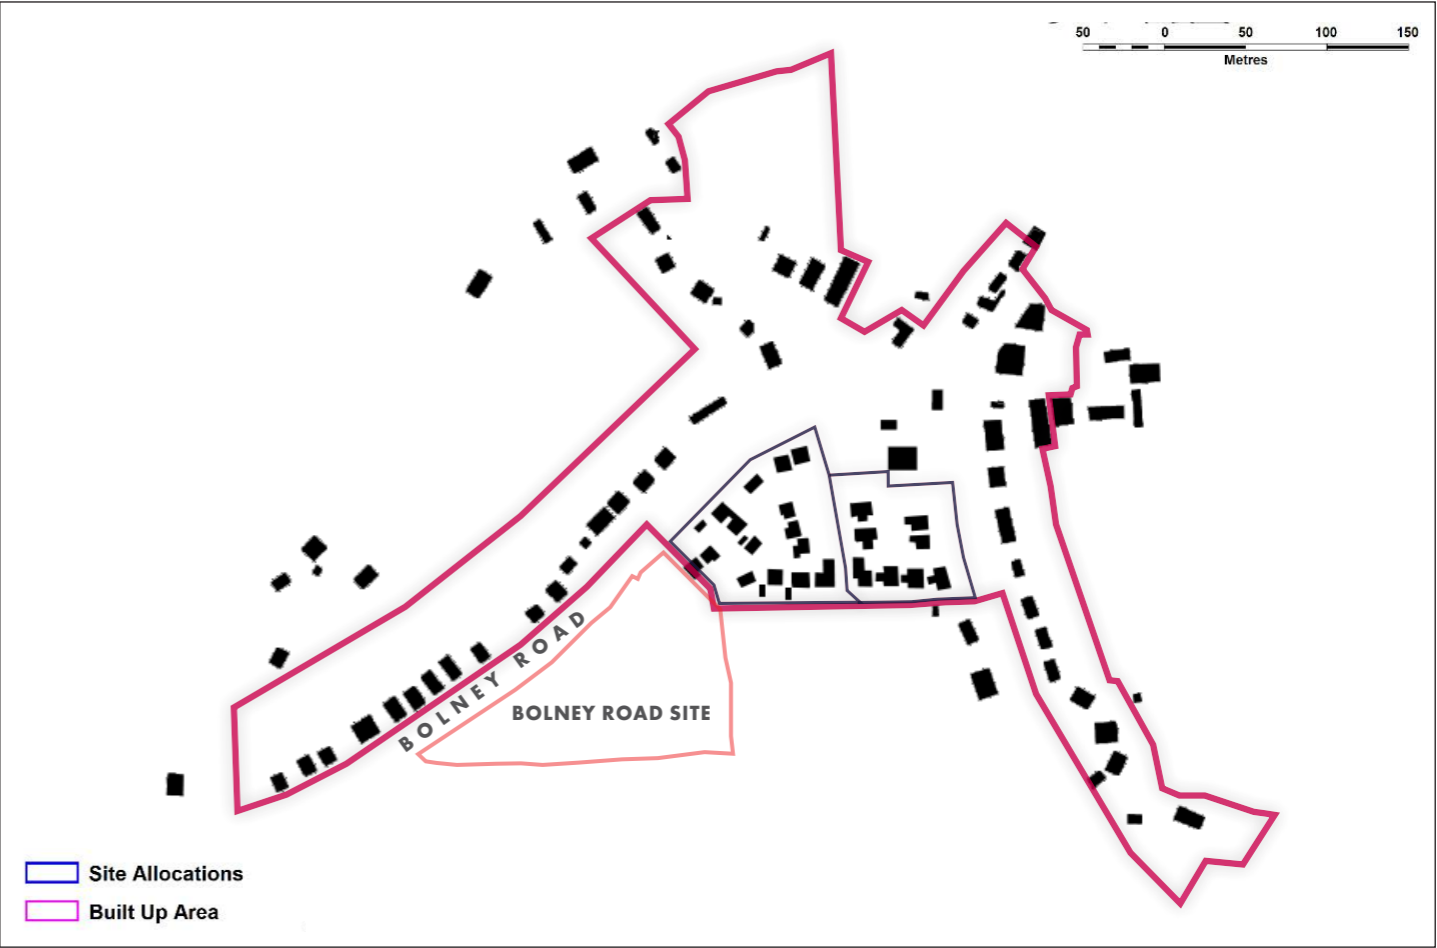 50 0 50 100 150
Metres
BOLNEY ROAD
BOLNEY ROAD SITE
Site Allocations
Built Up Area